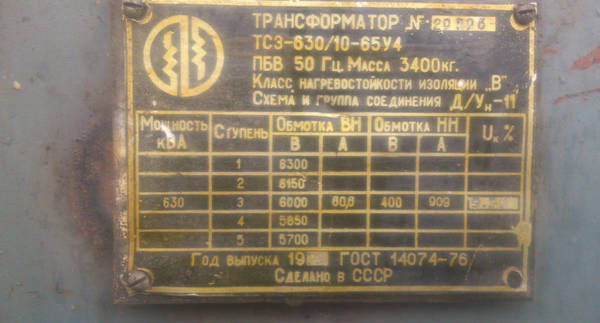 ТРАНСФОРМАТОР №
ТСЗ-630/10-65У4
ПБВ 50 Гц. Масса 3400кг.
Класс нагревостойкости изоляции „В"
Схема и группа соединения Д/Ун-11
Мощность кВА Ступень Обмотка ВН Обмотка НН Uк %
В А В А
1 6300
2 6150
630 3 6000 60,6 400 909
4 5850
5 5700
Год выпуска 19 ГОСТ 14074-76
Сделано в СССР